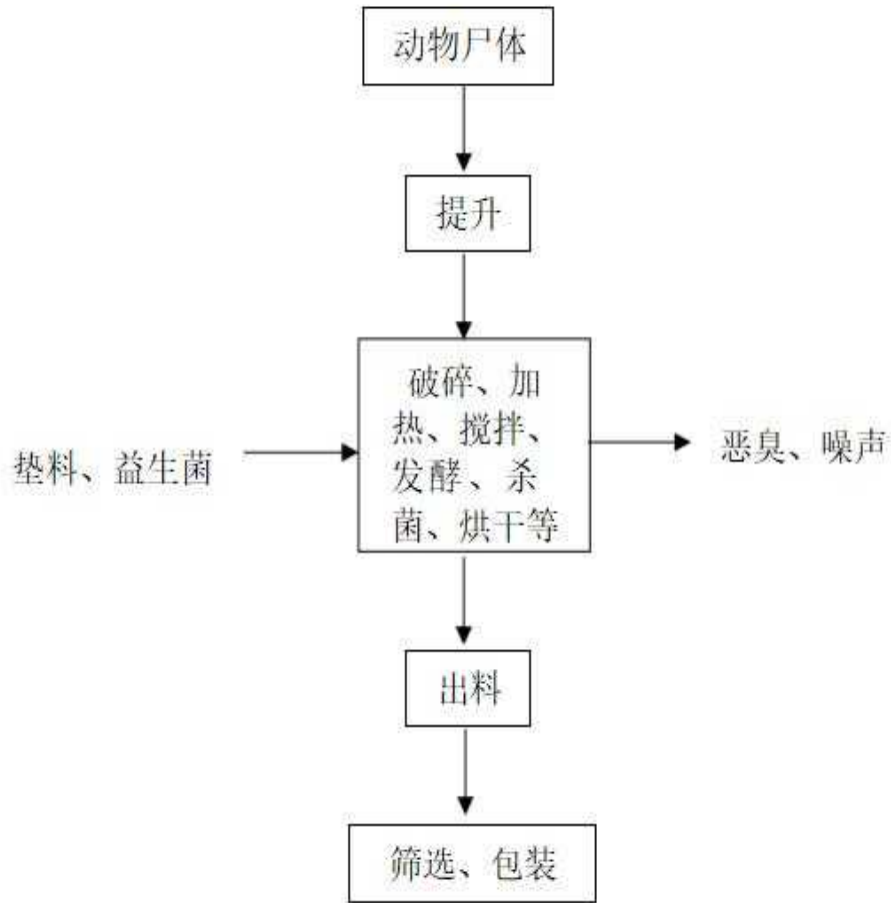 动物尸体
提升
破碎、加
热、搅拌、
发酵、杀
菌、烘干等
垫料、益生菌
恶臭、噪声
出料
筛选、包装